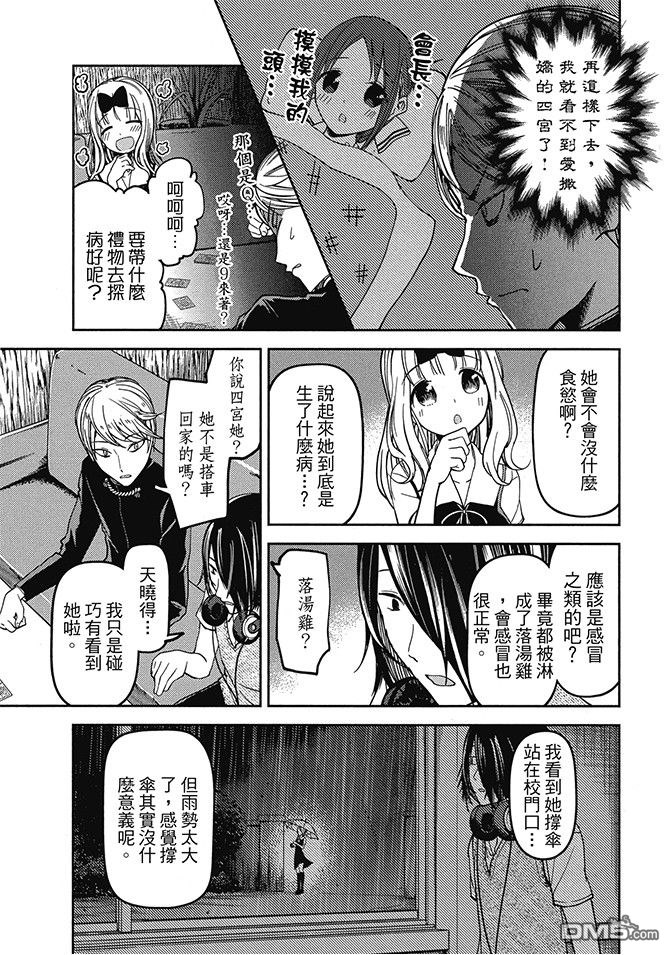 再這樣下去，
我就看不到愛撒
嬌的四宮了！
會長…
摸摸我的
頭…
那個是Q…
哎呀…還是9來著？
呵呵呵…
要帶什麼
禮物去探
病好呢？
她會不會沒什麼
食慾啊？
說起來她到底是
生了什麼病…？
你說四宮她？
她不是搭車
回家的嗎？
應該是感冒
之類的吧？
畢竟都被淋
成了落湯雞
，會感冒也
很正常。
落湯雞？
天曉得…
我只是碰
巧有看到
她啦。
我看到她撐傘
站在校門口…
但雨勢太大
了，感覺撐
傘其實沒什
麼意義呢。
DM5.com